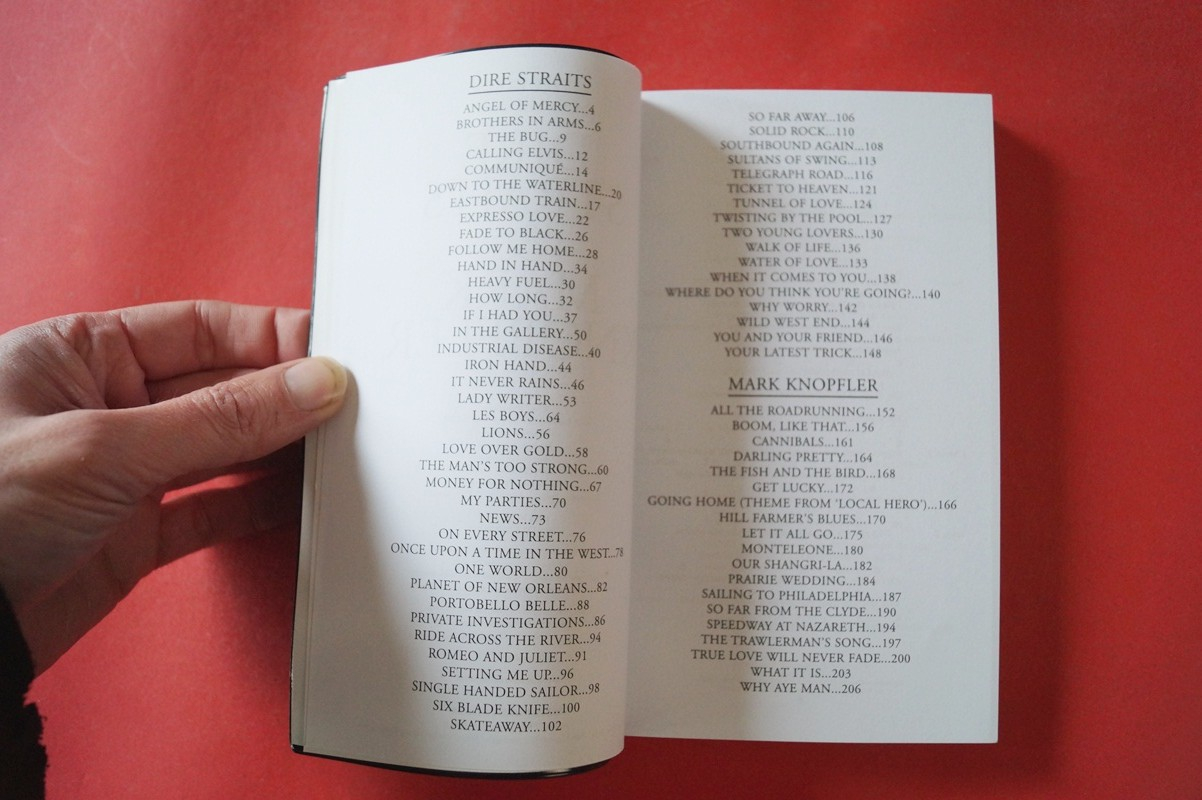 DIRE STRAITS
ANGEL OF MERCY...4
BROTHERS IN ARMS...6
THE BUG...9
CALLING ELVIS...12
COMMUNIQUÉ...14
DOWN TO THE WATERLINE...20
EASTBOUND TRAIN...17
EXPRESSO LOVE...22
FADE TO BLACK...26
FOLLOW ME HOME...28
HAND IN HAND...34
HEAVY FUEL...30
HOW LONG...32
IF I HAD YOU...37
IN THE GALLERY...50
INDUSTRIAL DISEASE...40
IRON HAND...44
IT NEVER RAINS...46
LADY WRITER...53
LES BOYS...64
LIONS...56
LOVE OVER GOLD...58
THE MAN'S TOO STRONG...60
MONEY FOR NOTHING...67
MY PARTIES...70
NEWS...73
ON EVERY STREET...76
ONCE UPON A TIME IN THE WEST...78
ONE WORLD...80
PLANET OF NEW ORLEANS...82
PORTOBELLO BELLE...88
PRIVATE INVESTIGATIONS...86
RIDE ACROSS THE RIVER...94
ROMEO AND JULIET...91
SETTING ME UP...96
SINGLE HANDED SAILOR...98
SIX BLADE KNIFE...100
SKATEAWAY...102
SO FAR AWAY...106
SOLID ROCK...110
SOUTHBOUND AGAIN...108
SULTANS OF SWING...113
TELEGRAPH ROAD...116
TICKET TO HEAVEN...121
TUNNEL OF LOVE...124
TWISTING BY THE POOL...127
TWO YOUNG LOVERS...130
WALK OF LIFE...136
WATER OF LOVE...133
WHEN IT COMES TO YOU...138
WHERE DO YOU THINK YOU'RE GOING?...140
WHY WORRY...142
WILD WEST END...144
YOU AND YOUR FRIEND...146
YOUR LATEST TRICK...148
MARK KNOPFLER
ALL THE ROADRUNNING...152
BOOM, LIKE THAT...156
CANNIBALS...161
DARLING PRETTY...164
THE FISH AND THE BIRD...168
GET LUCKY...172
GOING HOME (THEME FROM 'LOCAL HERO')...166
HILL FARMER'S BLUES...170
LET IT ALL GO...175
MONTELEONE...180
OUR SHANGRI-LA...182
PRAIRIE WEDDING...184
SAILING TO PHILADELPHIA...187
SO FAR FROM THE CLYDE...190
SPEEDWAY AT NAZARETH...194
THE TRAWLERMAN'S SONG...197
TRUE LOVE WILL NEVER FADE...200
WHAT IT IS...203
WHY AYE MAN...206